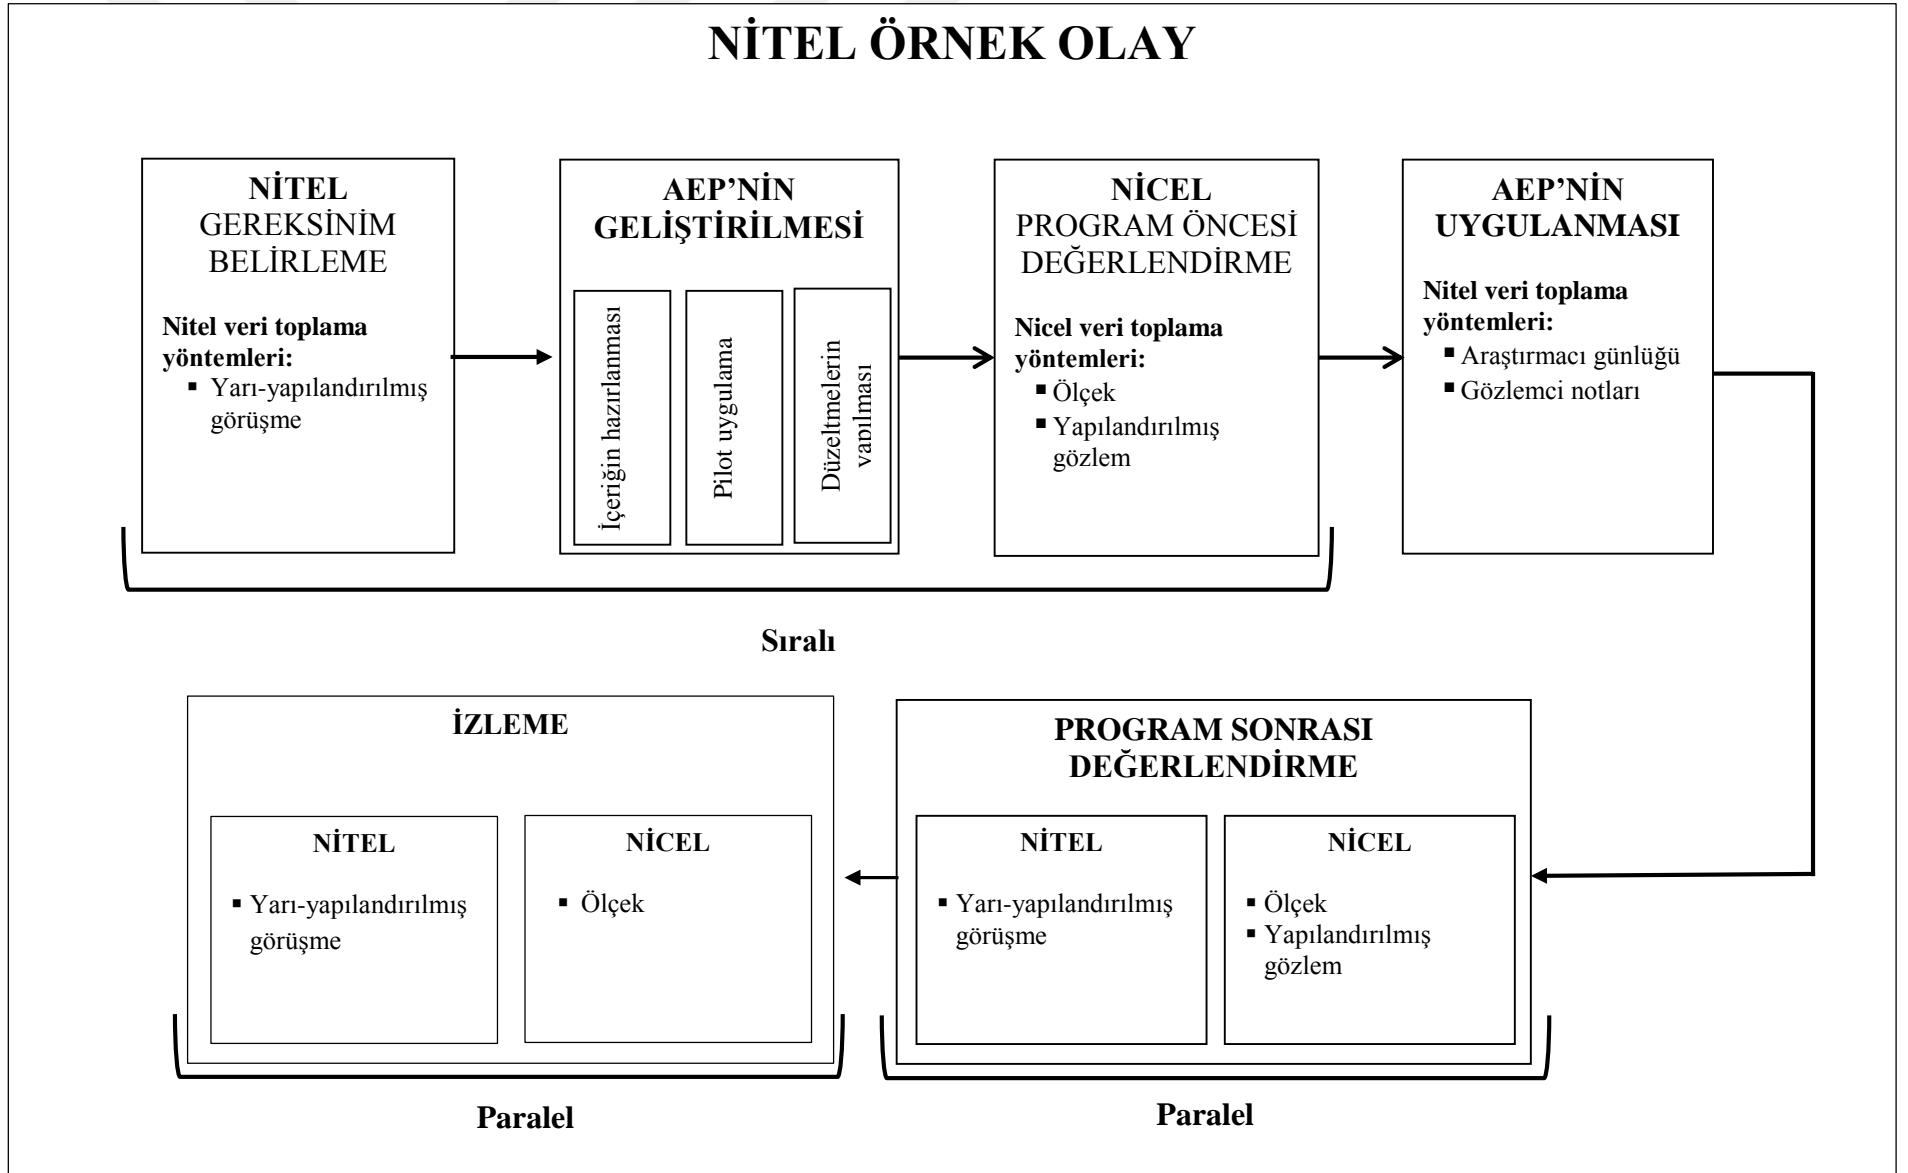 NİTEL ÖRNEK OLAY
NİTEL
GEREKSİNİM
BELİRLEME
Nitel veri toplama
yöntemleri:
▪ Yarı-yapılandırılmış
görüşme
AEP’NİN
GELİŞTİRİLMESİ
İçeriğin hazırlanması
Pilot uygulama
Düzeltmelerin
yapılması
NİCEL
PROGRAM ÖNCESİ
DEĞERLENDİRME
Nicel veri toplama
yöntemleri:
▪ Ölçek
▪ Yapılandırılmış
gözlem
AEP’NİN
UYGULANMASI
Nitel veri toplama
yöntemleri:
▪ Araştırmacı günlüğü
▪ Gözlemci notları
Sıralı
İZLEME
NİTEL
▪ Yarı-yapılandırılmış
görüşme
NİCEL
▪ Ölçek
Paralel
PROGRAM SONRASI
DEĞERLENDİRME
NİTEL
▪ Yarı-yapılandırılmış
görüşme
NİCEL
▪ Ölçek
▪ Yapılandırılmış
gözlem
Paralel